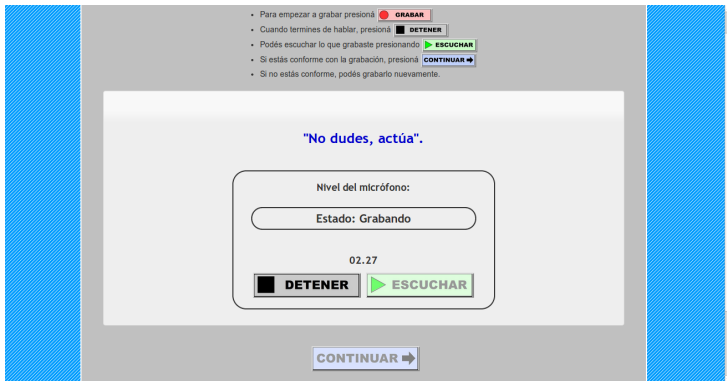 • Para empezar a grabar presioná GRABAR
• Cuando termines de hablar, presioná DETENER
• Podés escuchar lo que grabaste presionando ESCUCHAR
• Si estás conforme con la grabación, presioná CONTINUAR
• Si no estás conforme, podés grabarlo nuevamente.
"No dudes, actúa".
Nivel del micrófono:
Estado: Grabando
02.27
DETENER ESCUCHAR
CONTINUAR